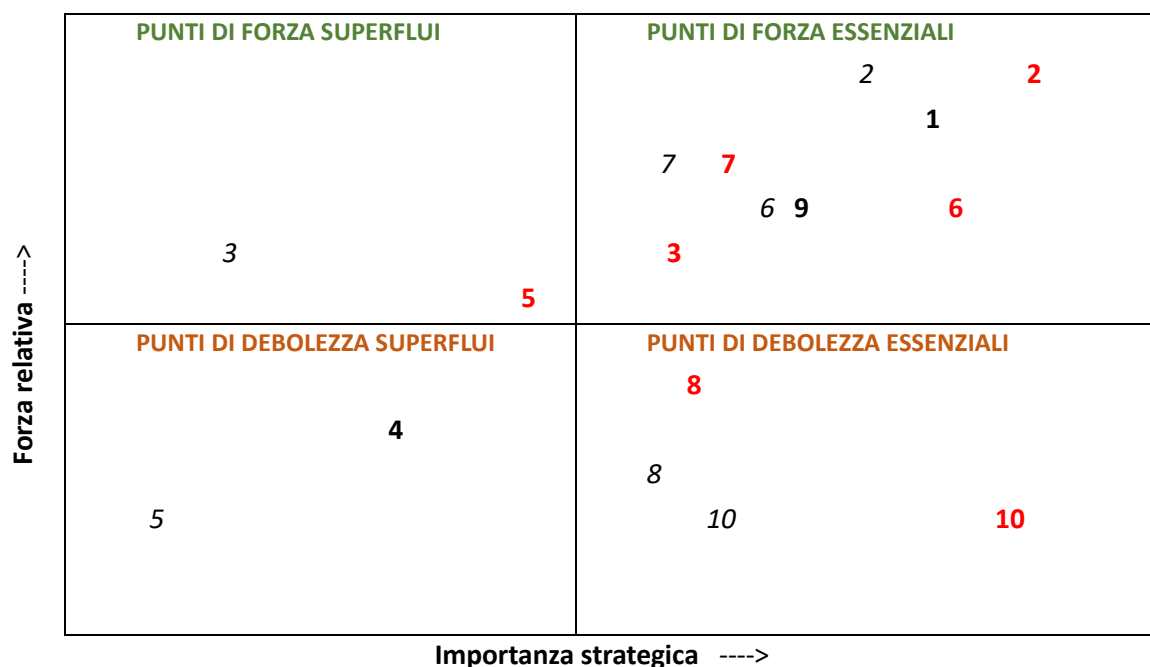 PUNTI DI FORZA SUPERFLUI
PUNTI DI FORZA ESSENZIALI
2 2
1
7 7
6 9 6
3 3
5
PUNTI DI DEBOLEZZA SUPERFLUI
PUNTI DI DEBOLEZZA ESSENZIALI
8
4
8
5 10 10
Forza relativa ---->
Importanza strategica ---->